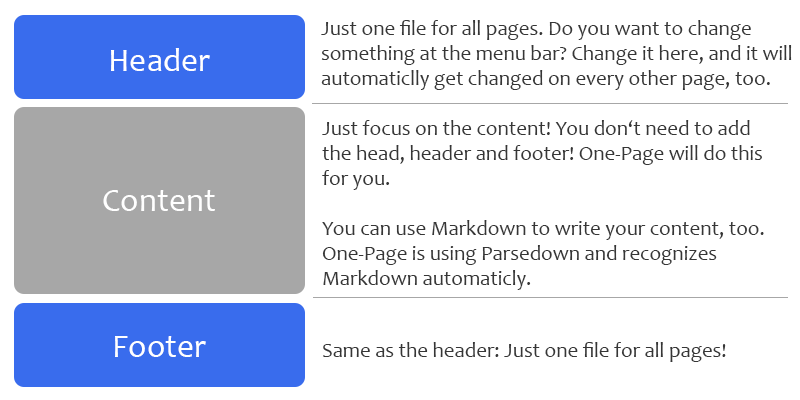 Header
Just one file for all pages. Do you want to change
something at the menu bar? Change it here, and it will
automaticlly get changed on every other page, too.
Content
Just focus on the content! You don‘t need to add
the head, header and footer! One-Page will do this
for you.
You can use Markdown to write your content, too.
One-Page is using Parsedown and recognizes
Markdown automaticly.
Footer
Same as the header: Just one file for all pages!